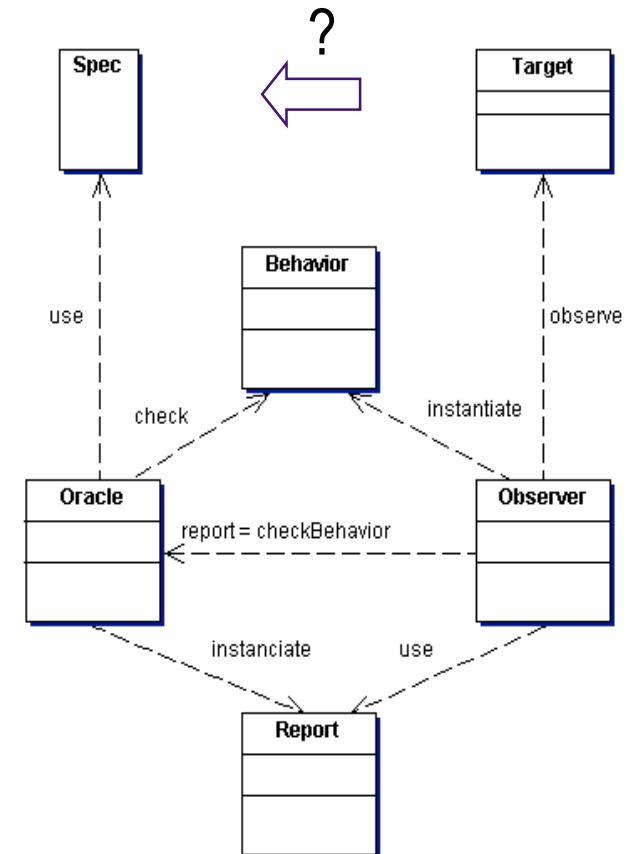 ?
Spec
Target
Behavior
use
observe
check
instantiate
Oracle
Observer
report = checkBehavior
instanciate
use
Report